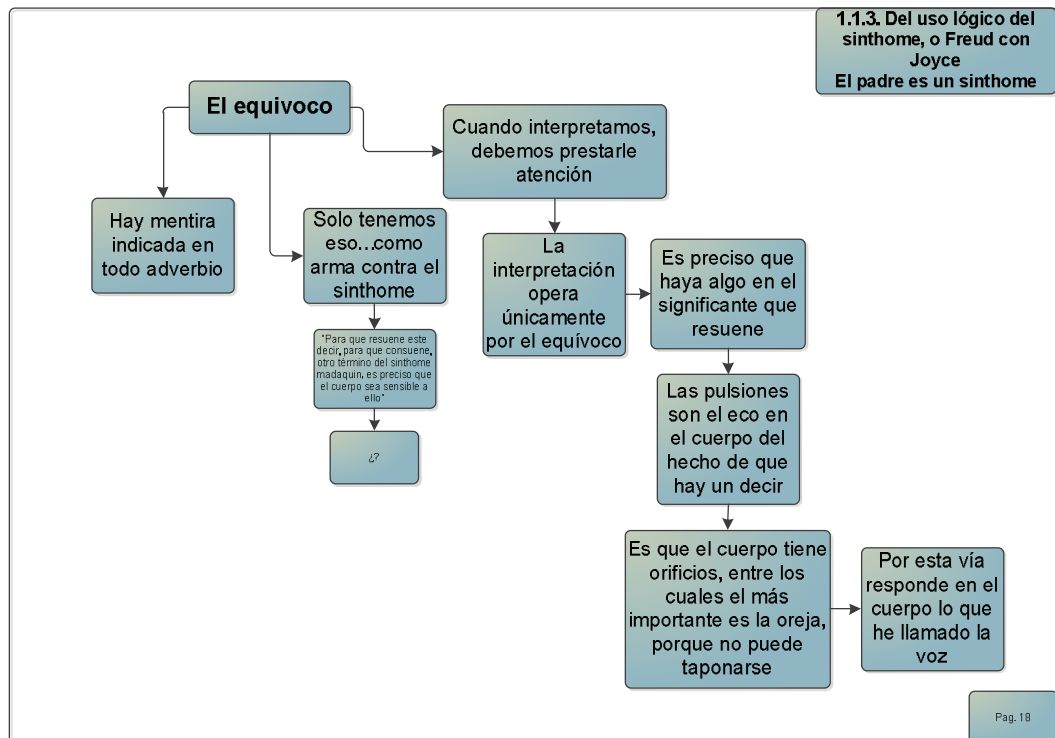 1.1.3. Del uso lógico del
sinthome, o Freud con
Joyce
El padre es un sinthome
El equivoco
Cuando interpretamos,
debemos prestarle
atención
Hay mentira
indicada en
todo adverbio
Solo tenemos
eso...como
arma contra el
sinthome
La
interpretación
opera
únicamente
por el equívoco
Es preciso que
haya algo en el
significante que
resuene
"Para que resuene este
decir, para que consuene,
otro término del sinthome
madaquin, es preciso que
el cuerpo sea sensible a
ello"
¿?
Las pulsiones
son el eco en
el cuerpo del
hecho de que
hay un decir
Es que el cuerpo tiene
orificios, entre los
cuales el más
importante es la oreja,
porque no puede
taponarse
Por esta vía
responde en el
cuerpo lo que
he llamado la
voz
Pag. 18